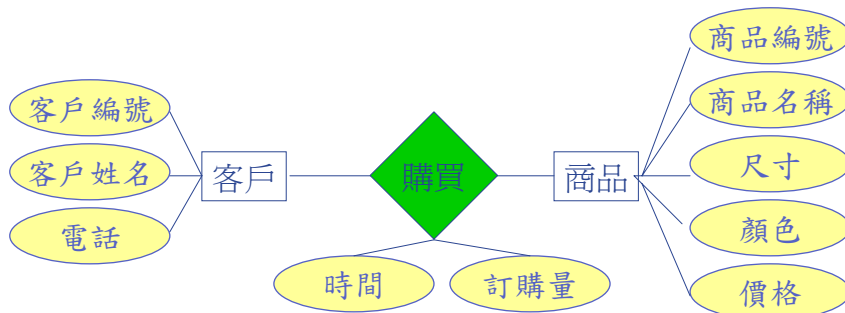 商品編號
客戶編號
商品名稱
客戶姓名
客戶
購買
商品
尺寸
電話
顏色
時間
訂購量
價格